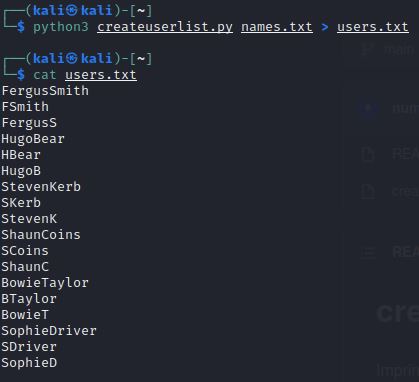 ┌──(kali㉿kali)-[~]
└─$ python3 createuserlist.py names.txt > users.txt
┌──(kali㉿kali)-[~]
└─$ cat users.txt
FergusSmith
FSmith
FergusS
HugoBear
HBear
HugoB
StevenKerb
SKerb
StevenK
ShaunCoins
SCoins
ShaunC
BowieTaylor
BTaylor
BowieT
SophieDriver
SDriver
SophieD
main
num
REA
crea
REA
cre
Imprin